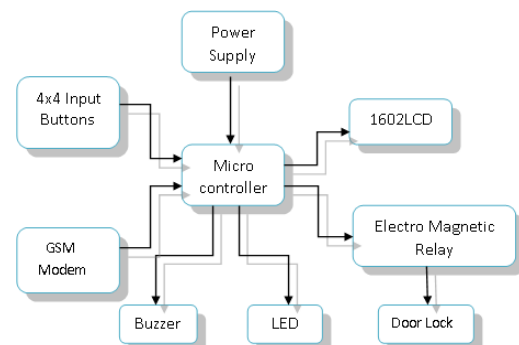 Power
Supply
4x4 Input
Buttons
1602LCD
Micro
controller
Electro Magnetic
Relay
GSM
Modem
Buzzer
LED
Door Lock